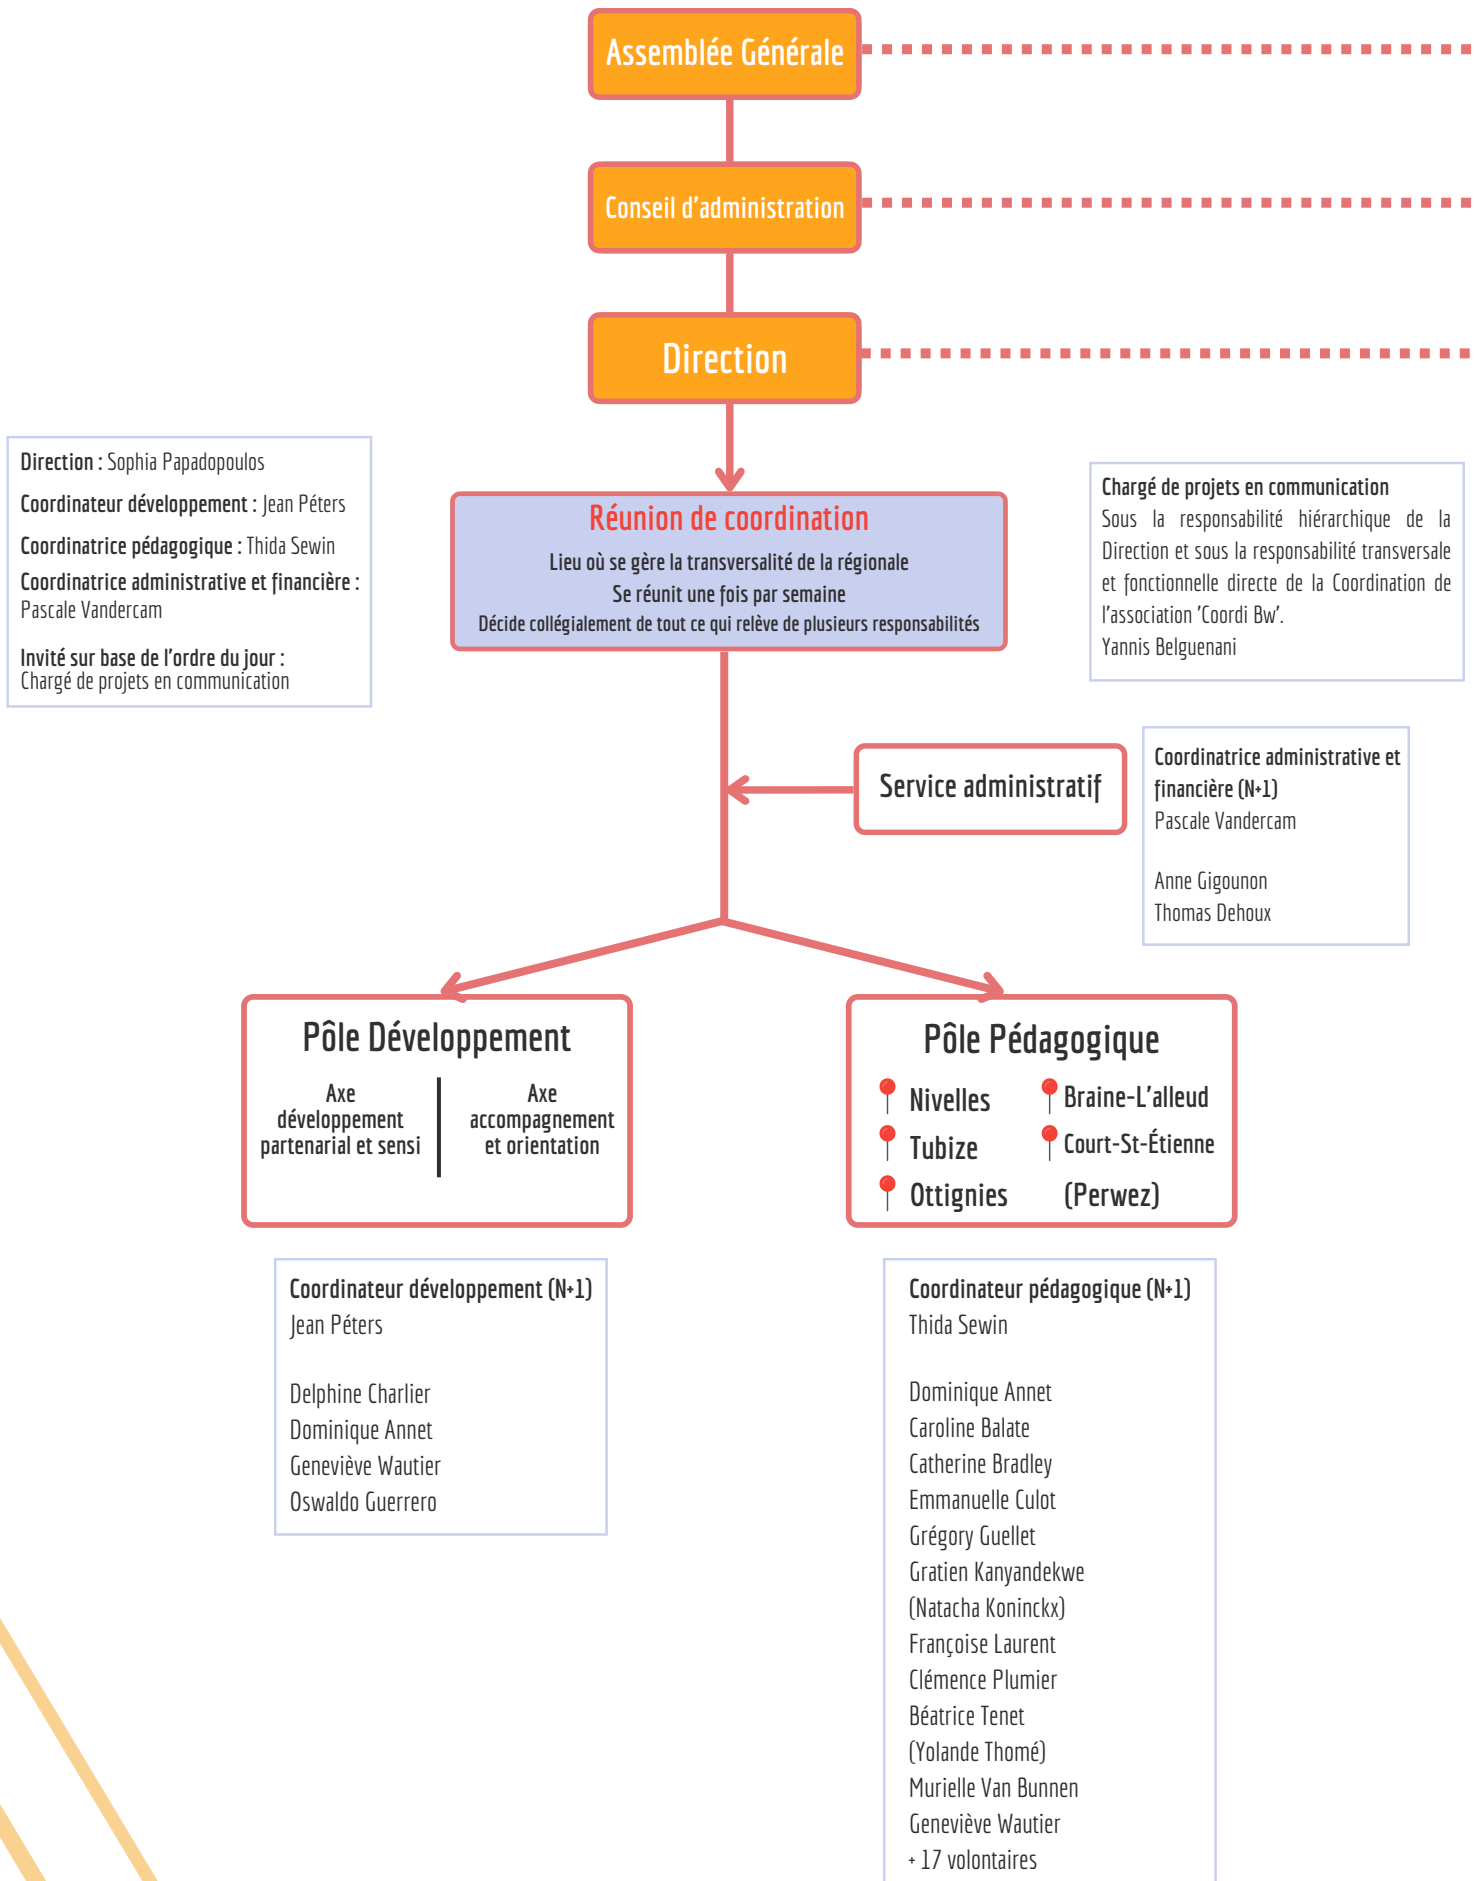 Assemblée Générale
Conseil d'administration
Direction
Direction : Sophia Papadopoulos
Coordinateur développement : Jean Péters
Coordinatrice pédagogique : Thida Sewin
Coordinatrice administrative et financière :
Pascale Vandercam
Invité sur base de l'ordre du jour :
Chargé de projets en communication
Réunion de coordination
Lieu où se gère la transversalité de la régionale
Se réunit une fois par semaine
Décide collégialement de tout ce qui relève de plusieurs responsabilités
Chargé de projets en communication
Sous la responsabilité hiérarchique de la
Direction et sous la responsabilité transversale
et fonctionnelle directe de la Coordination de
l'association 'Coordi Bw'.
Yannis Belguenani
Service administratif
Coordinatrice administrative et
financière (N+1)
Pascale Vandercam
Anne Gigounon
Thomas Dehoux
Pôle Développement
Axe
développement
partenarial et sensi
Axe
accompagnement
et orientation
Pôle Pédagogique
Nivelles
Tubize
Ottignies
Braine-L'alleud
Court-St-Étienne
(Perwez)
Coordinateur développement (N+1)
Jean Péters
Delphine Charlier
Dominique Annet
Geneviève Wautier
Oswaldo Guerrero
Coordinateur pédagogique (N+1)
Thida Sewin
Dominique Annet
Caroline Balate
Catherine Bradley
Emmanuelle Culot
Grégory Guellet
Gratien Kanyandekwe
(Natacha Koninckx)
Françoise Laurent
Clémence Plumier
Béatrice Tenet
(Yolande Thomé)
Murielle Van Bunnen
Geneviève Wautier
+ 17 volontaires